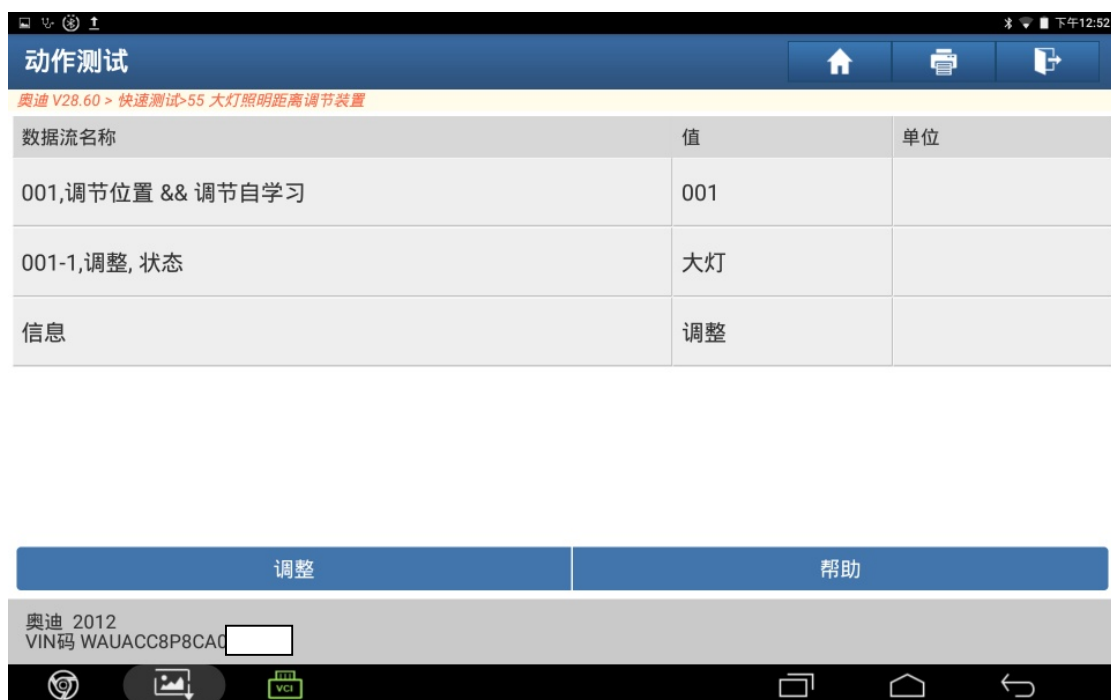 下午12:52
动作测试
奥迪 V28.60 > 快速测试>55 大灯照明距离调节装置
数据流名称 值 单位
001,调节位置 && 调节自学习 001
001-1,调整, 状态 大灯
信息 调整
调整 帮助
奥迪 2012
VIN码 WAUACC8P8CA0
VCI